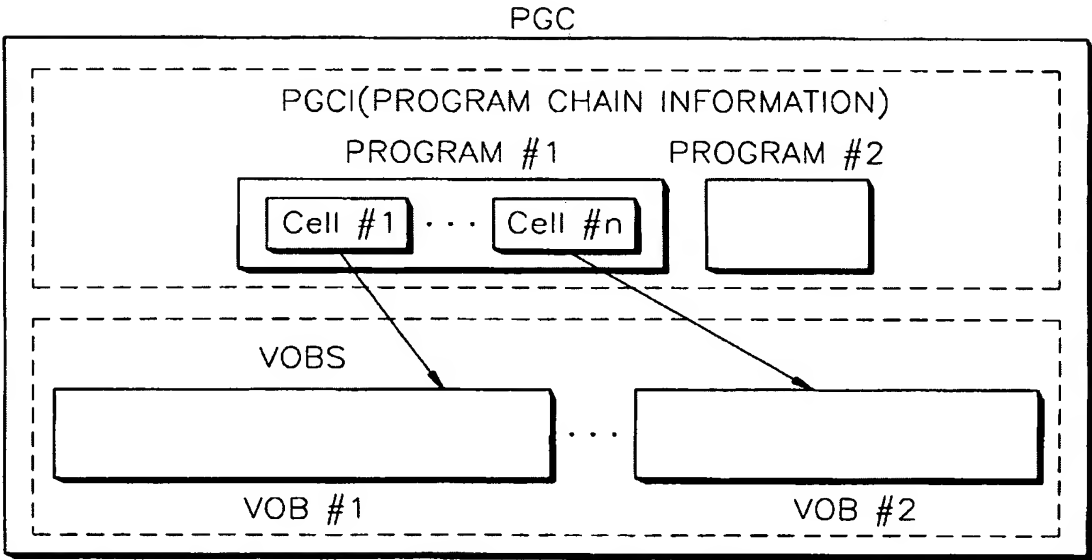 PGC
PGCI(PROGRAM CHAIN INFORMATION)
PROGRAM #1 PROGRAM #2
Cell #1 ··· Cell #n
VOBS
···
VOB #1 VOB #2